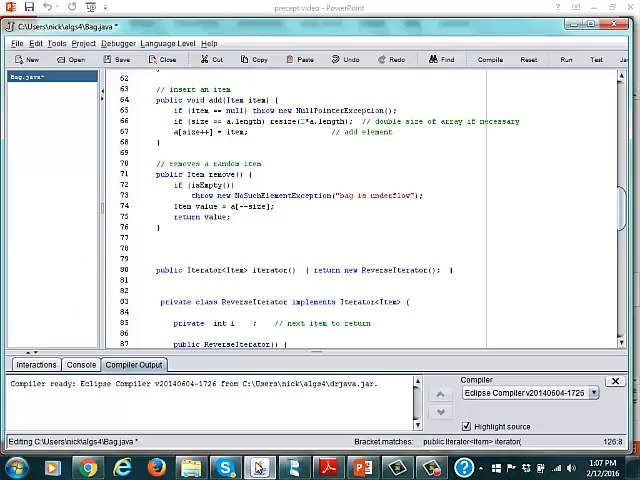 precept video - PowerPoint
C:\Users\nick\algs4\Bag.java *
File Edit Tools Project Debugger Language Level Help
New Open Save Close Cut Copy Paste Undo Redo Find Compile Reset Run Test
Bag.java*
62
63 // insert an item
64 public void add(Item item) {
65 if (item == null) throw new NullPointerException();
66 if (size == a.length) resize(2*a.length); // double size of array if necessary
67 a[size++] = item; // add element
68 }
69
70 // removes a random item
71 public Item remove() {
72 if (isEmpty())
73 throw new NoSuchElementException("bag is underflow");
74 Item value = a[--size];
75 return value;
76 }
77
78
79
80 public Iterator<Item> iterator() { return new ReverseIterator(); }
81
82
83 private class ReverseIterator implements Iterator<Item> {
84
85 private int i ; // next item to return
86
87 public ReverseIterator() {
Interactions Console Compiler Output
Compiler ready: Eclipse Compiler v20140604-1726 from C:\Users\nick\algs4\drjava.jar.
Compiler
Eclipse Compiler v20140604-1726
Highlight source
Editing C:\Users\nick\algs4\Bag.java * Bracket matches: public Iterator<Item> iterator( 126:8
1:07 PM
2/12/2016